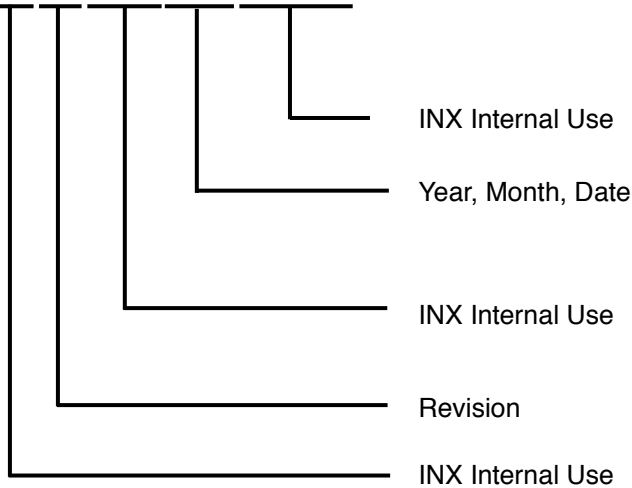 INX Internal Use
Year, Month, Date
INX Internal Use
Revision
INX Internal Use